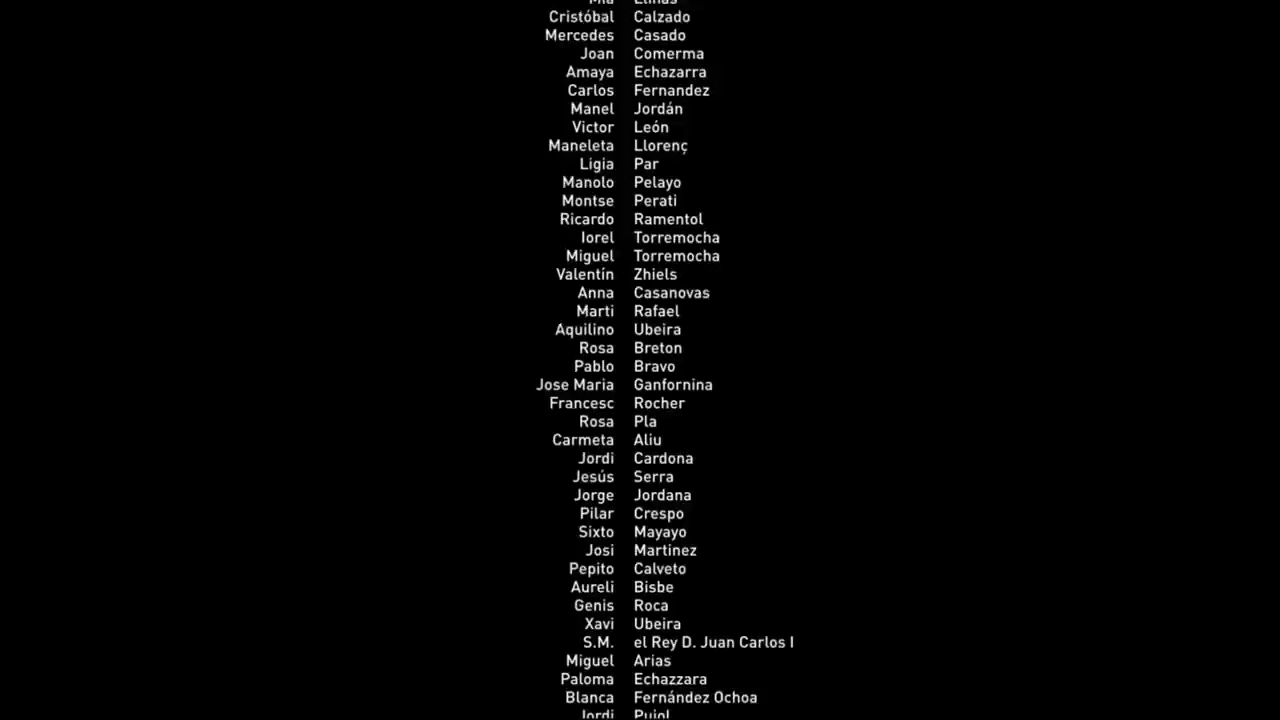 Cristóbal Calzado
Mercedes Casado
Joan Comerma
Amaya Echazarra
Carlos Fernandez
Manel Jordán
Victor León
Maneleta Llorenç
Ligia Par
Manolo Pelayo
Montse Perati
Ricardo Ramentol
Iorel Torremocha
Miguel Torremocha
Valentín Zhiels
Anna Casanovas
Marti Rafael
Aquilino Ubeira
Rosa Breton
Pablo Bravo
Jose Maria Ganfornina
Francesc Rocher
Rosa Pla
Carmeta Aliu
Jordi Cardona
Jesús Serra
Jorge Jordana
Pilar Crespo
Sixto Mayayo
Josi Martinez
Pepito Calveto
Aureli Bisbe
Genis Roca
Xavi Ubeira
S.M. el Rey D. Juan Carlos I
Miguel Arias
Paloma Echazzara
Blanca Fernández Ochoa
Jordi Pujol